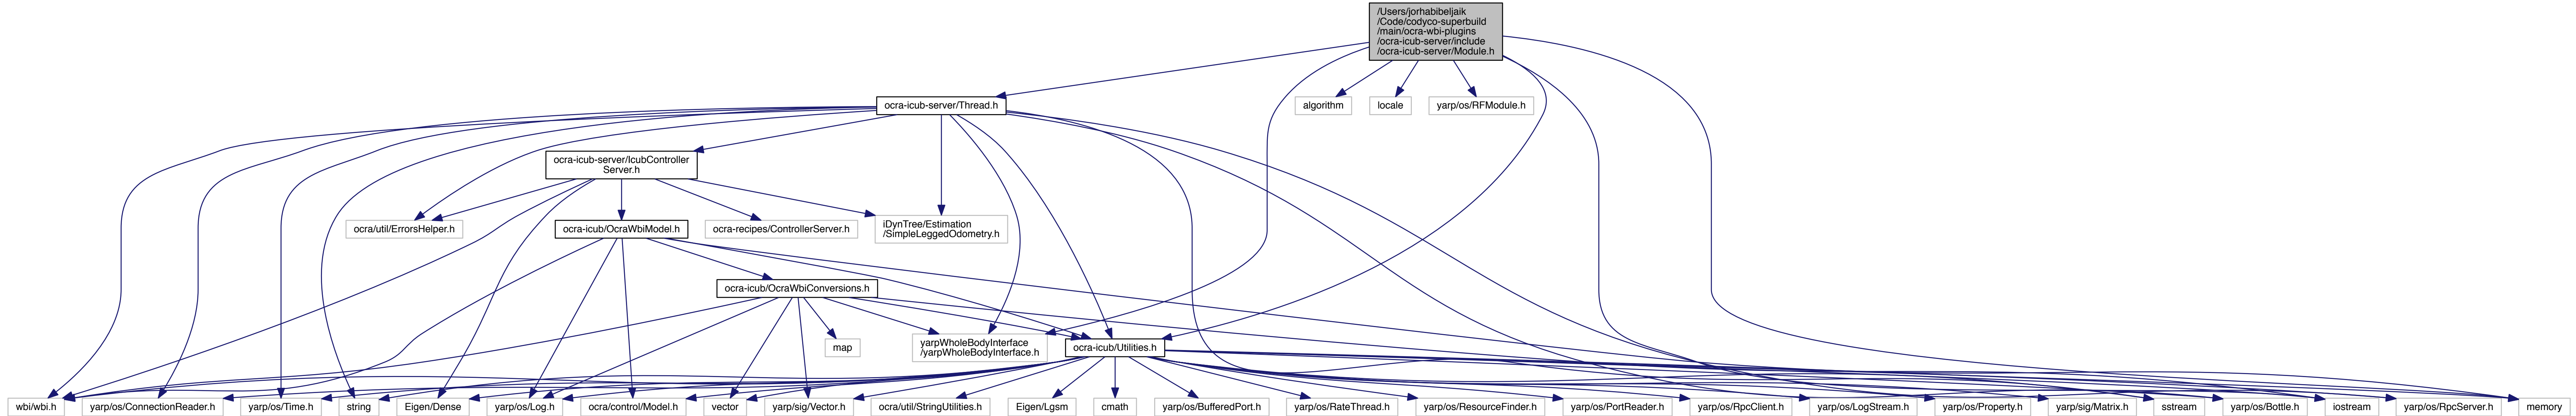 /Users/jorhabibeljaik
/Code/codyco-superbuild
/main/ocra-wbi-plugins
/ocra-icub-server/include
/ocra-icub-server/Module.h
ocra-icub-server/Thread.h
algorithm
locale
yarp/os/RFModule.h
ocra-icub-server/IcubController
Server.h
ocra/util/ErrorsHelper.h
ocra-icub/OcraWbiModel.h
ocra-recipes/ControllerServer.h
iDynTree/Estimation
/SimpleLeggedOdometry.h
ocra-icub/OcraWbiConversions.h
map
yarpWholeBodyInterface
/yarpWholeBodyInterface.h
ocra-icub/Utilities.h
wbi/wbi.h
yarp/os/ConnectionReader.h
yarp/os/Time.h
string
Eigen/Dense
yarp/os/Log.h
ocra/control/Model.h
vector
yarp/sig/Vector.h
ocra/util/StringUtilities.h
Eigen/Lgsm
cmath
yarp/os/BufferedPort.h
yarp/os/RateThread.h
yarp/os/ResourceFinder.h
yarp/os/PortReader.h
yarp/os/RpcClient.h
yarp/os/LogStream.h
yarp/os/Property.h
yarp/sig/Matrix.h
sstream
yarp/os/Bottle.h
iostream
yarp/os/RpcServer.h
memory